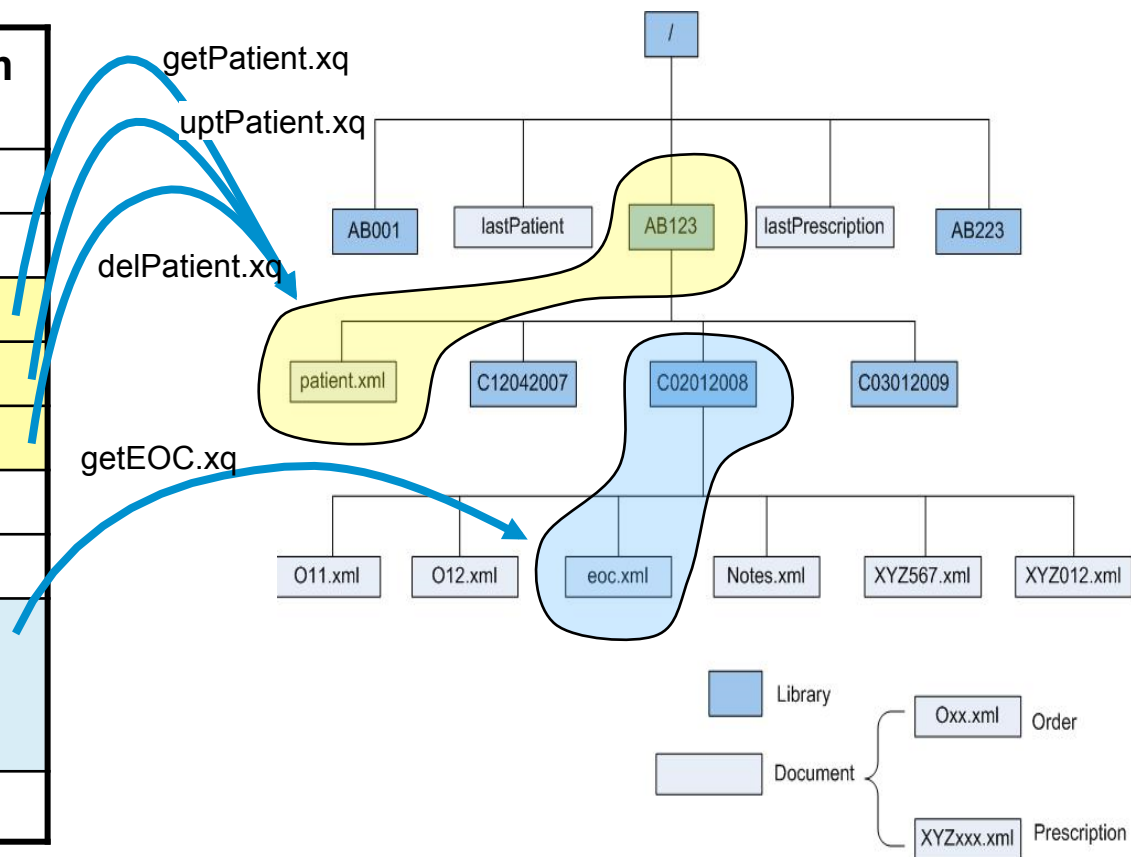 n
getPatient.xq
/
uptPatient.xq
AB001
lastPatient
AB123
lastPrescription
AB223
delPatient.xq
patient.xml
C12042007
C02012008
C03012009
getEOC.xq
O11.xml
O12.xml
eoc.xml
Notes.xml
XYZ567.xml
XYZ012.xml
Library
Oxx.xml
Order
Document
XYZxxx.xml
Prescription